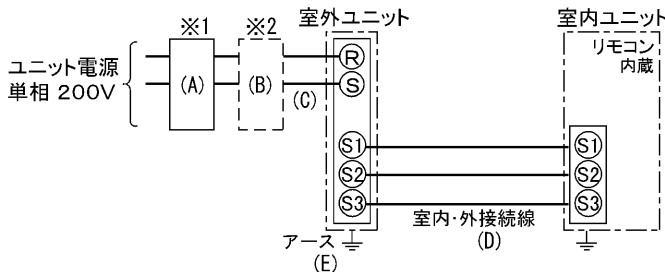 ※1
※2
室外ユニット
室内ユニット
リモコン
内蔵
ユニット電源
単相 200V
(A)
(B)
(C)
R
S
S1
S2
S3
S1
S2
S3
室内・外接続線
(D)
アース
(E)